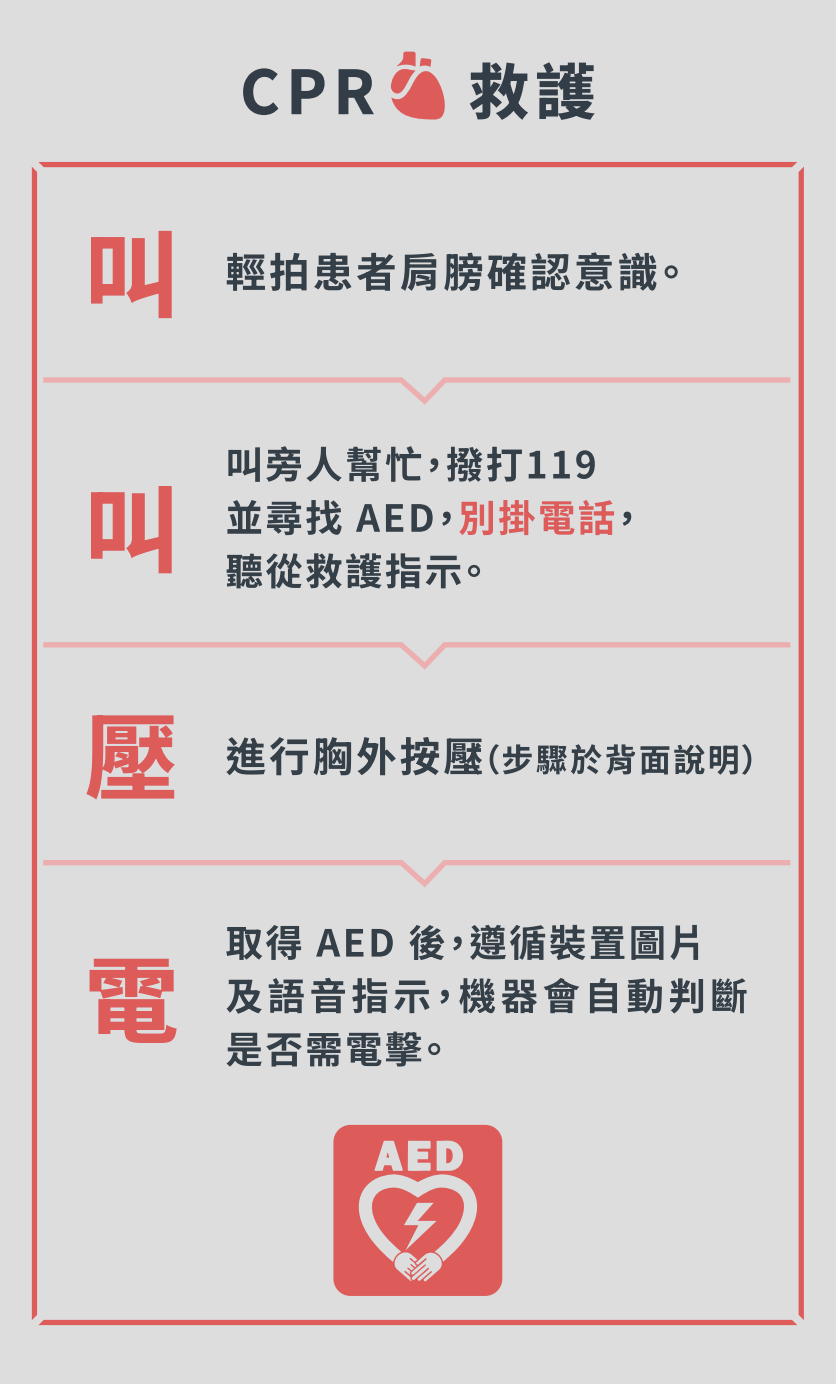 CPR 救護
叫
輕拍患者肩膀確認意識。
叫
叫旁人幫忙,撥打119
並尋找 AED,別掛電話,
聽從救護指示。
壓
進行胸外按壓(步驟於背面說明)
電
取得 AED 後,遵循裝置圖片
及語音指示,機器會自動判斷
是否需電擊。
AED